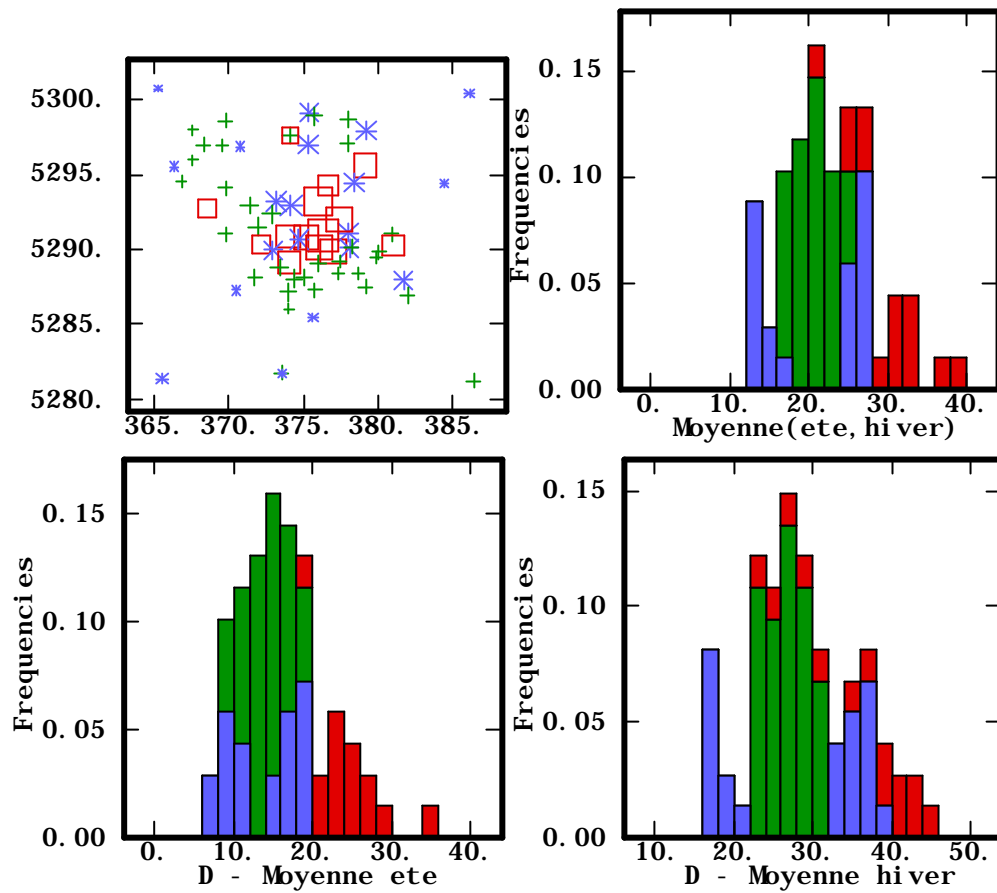 5300.
5295.
5290.
5285.
5280.
365. 370. 375. 380. 385.
Frequencies
0.15
0.10
0.05
0.00
0. 10. 20. 30. 40.
Moyenne(ete,hiver)
Frequencies
0.15
0.10
0.05
0.00
0. 10. 20. 30. 40.
D - Moyenne ete
Frequencies
0.15
0.10
0.05
0.00
10. 20. 30. 40. 50.
D - Moyenne hiver